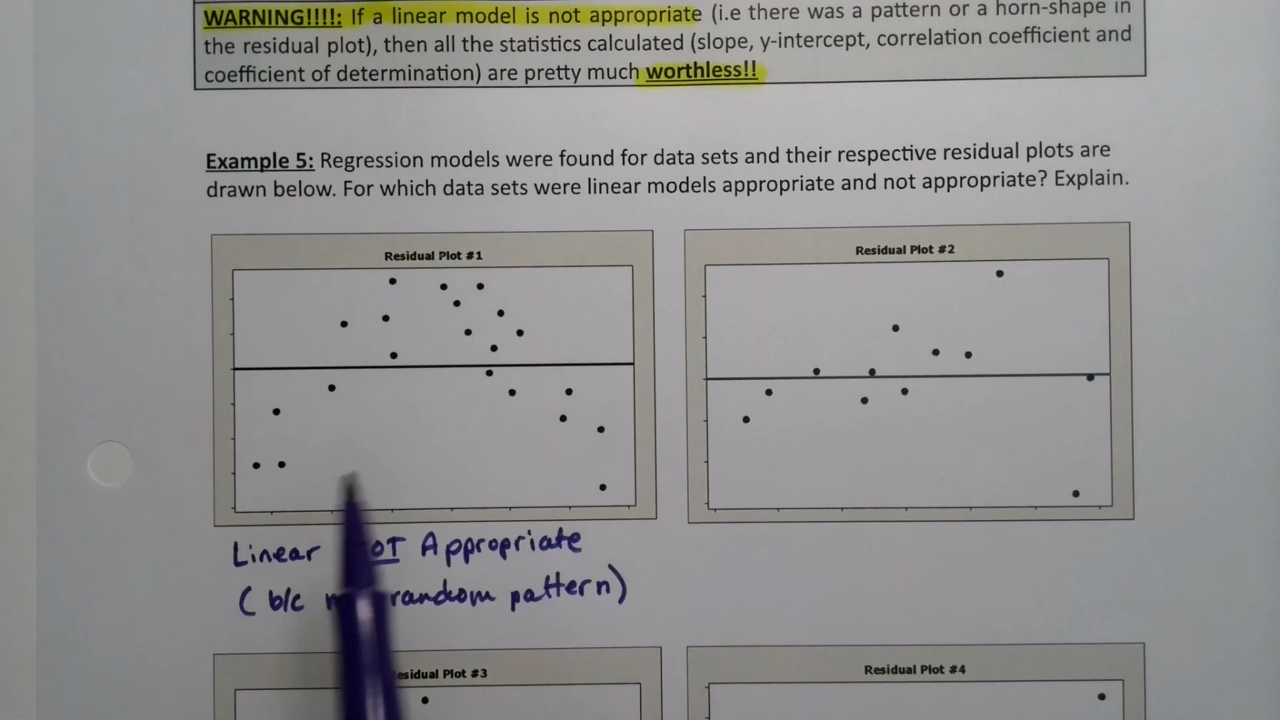 WARNING!!!!: If a linear model is not appropriate (i.e there was a pattern or a horn-shape in
the residual plot), then all the statistics calculated (slope, y-intercept, correlation coefficient and
coefficient of determination) are pretty much worthless!!
Example 5: Regression models were found for data sets and their respective residual plots are
drawn below. For which data sets were linear models appropriate and not appropriate? Explain.
Residual Plot #1
Residual Plot #2
Linear Appropriate
( b/c random pattern)
Residual Plot #3
Residual Plot #4